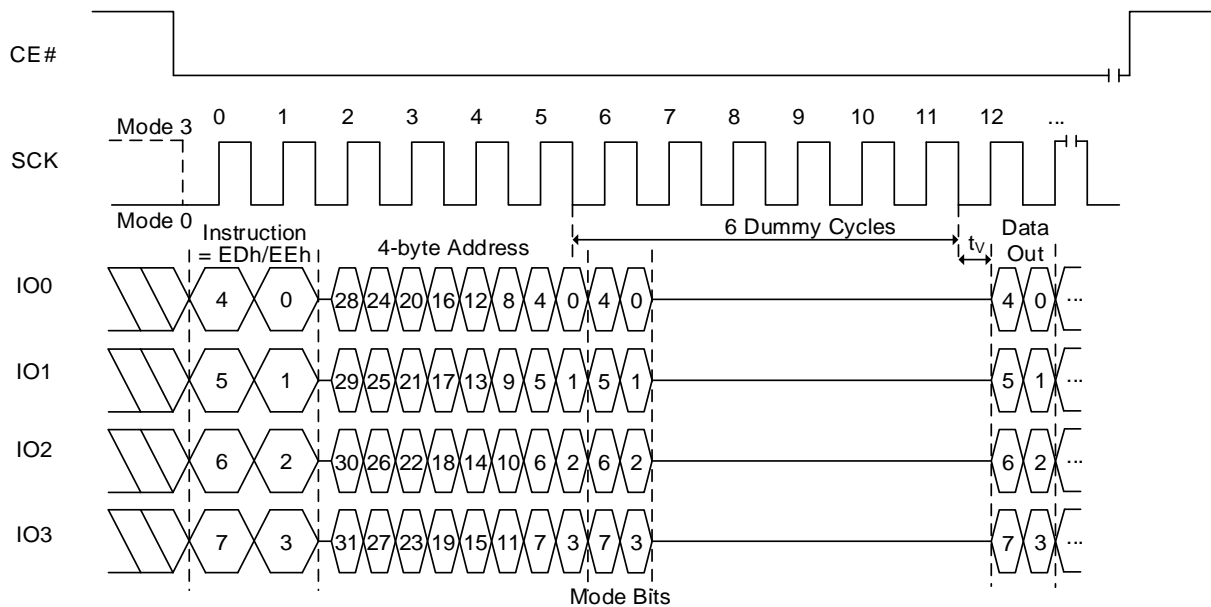 CE#
0 1 2 3 4 5 6 7 8 9 10 11 12 ...
Mode 3
SCK
Mode 0
6 Dummy Cycles
Instruction
= EDh/EEh
4-byte Address
tV
Data
Out
IO0
4 0 28 24 20 16 12 8 4 0 4 0 4 0 ...
IO1
5 1 29 25 21 17 13 9 5 1 5 1 5 1 ...
IO2
6 2 30 26 22 18 14 10 6 2 6 2 6 2 ...
IO3
7 3 31 27 23 19 15 11 7 3 7 3 7 3 ...
Mode Bits